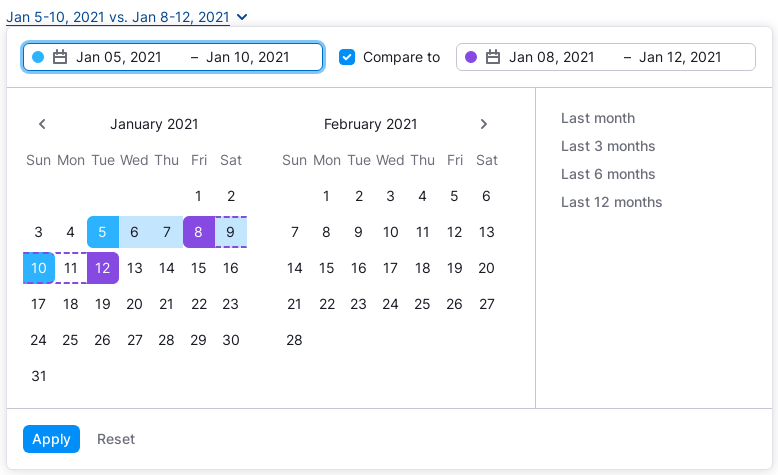 Jan 5-10, 2021 vs. Jan 8-12, 2021
Jan 05, 2021 – Jan 10, 2021 Compare to Jan 08, 2021 – Jan 12, 2021
January 2021 February 2021
Sun Mon Tue Wed Thu Fri Sat Sun Mon Tue Wed Thu Fri Sat
1 2 1 2 3 4 5 6
3 4 5 6 7 8 9 7 8 9 10 11 12 13
10 11 12 13 14 15 16 14 15 16 17 18 19 20
17 18 19 20 21 22 23 21 22 23 24 25 26 27
24 25 26 27 28 29 30 28
31
Last month
Last 3 months
Last 6 months
Last 12 months
Apply Reset